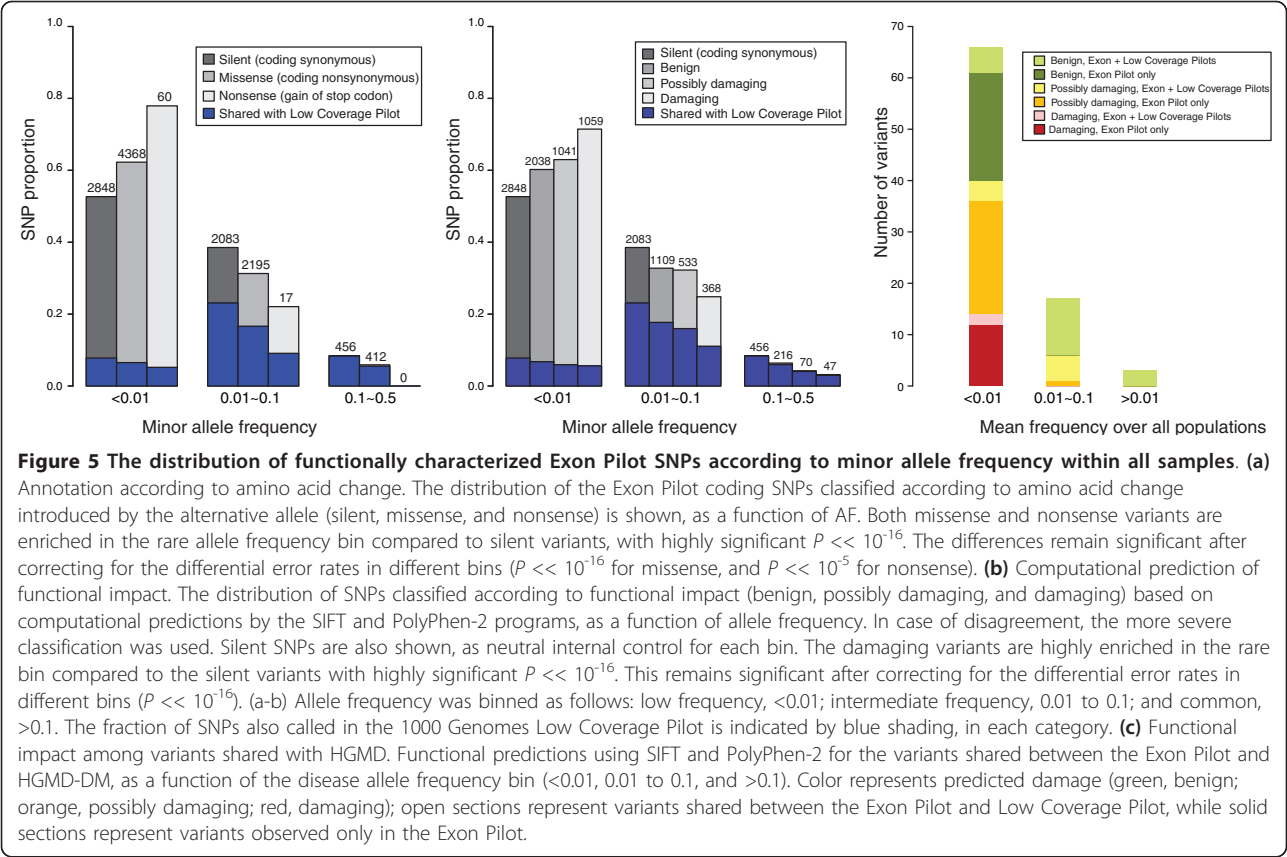 1.0
0.8
0.6
0.4
0.2
0.0
SNP proportion
Silent (coding synonymous)
Missense (coding nonsynonymous)
Nonsense (gain of stop codon)
Shared with Low Coverage Pilot
2848
4368
60
2083
2195
17
456
412
0
<0.01
0.01~0.1
0.1~0.5
Minor allele frequency
1.0
0.8
0.6
0.4
0.2
0.0
SNP proportion
Silent (coding synonymous)
Benign
Possibly damaging
Damaging
Shared with Low Coverage Pilot
2848
2038
1041
1059
2083
1109
533
368
456
216
70
47
<0.01
0.01~0.1
0.1~0.5
Minor allele frequency
70
60
50
40
30
20
10
0
Number of variants
Benign, Exon + Low Coverage Pilots
Benign, Exon Pilot only
Possibly damaging, Exon + Low Coverage Pilots
Possibly damaging, Exon Pilot only
Damaging, Exon + Low Coverage Pilots
Damaging, Exon Pilot only
<0.01
0.01~0.1
>0.01
Mean frequency over all populations
Figure 5 The distribution of functionally characterized Exon Pilot SNPs according to minor allele frequency within all samples. (a)
Annotation according to amino acid change. The distribution of the Exon Pilot coding SNPs classified according to amino acid change
introduced by the alternative allele (silent, missense, and nonsense) is shown, as a function of AF. Both missense and nonsense variants are
enriched in the rare allele frequency bin compared to silent variants, with highly significant P << 10-16. The differences remain significant after
correcting for the differential error rates in different bins (P << 10-16 for missense, and P << 10-5 for nonsense). (b) Computational prediction of
functional impact. The distribution of SNPs classified according to functional impact (benign, possibly damaging, and damaging) based on
computational predictions by the SIFT and PolyPhen-2 programs, as a function of allele frequency. In case of disagreement, the more severe
classification was used. Silent SNPs are also shown, as neutral internal control for each bin. The damaging variants are highly enriched in the rare
bin compared to the silent variants with highly significant P << 10-16. This remains significant after correcting for the differential error rates in
different bins (P << 10-16). (a-b) Allele frequency was binned as follows: low frequency, <0.01; intermediate frequency, 0.01 to 0.1; and common,
>0.1. The fraction of SNPs also called in the 1000 Genomes Low Coverage Pilot is indicated by blue shading, in each category. (c) Functional
impact among variants shared with HGMD. Functional predictions using SIFT and PolyPhen-2 for the variants shared between the Exon Pilot and
HGMD-DM, as a function of the disease allele frequency bin (<0.01, 0.01 to 0.1, and >0.1). Color represents predicted damage (green, benign;
orange, possibly damaging; red, damaging); open sections represent variants shared between the Exon Pilot and Low Coverage Pilot, while solid
sections represent variants observed only in the Exon Pilot.